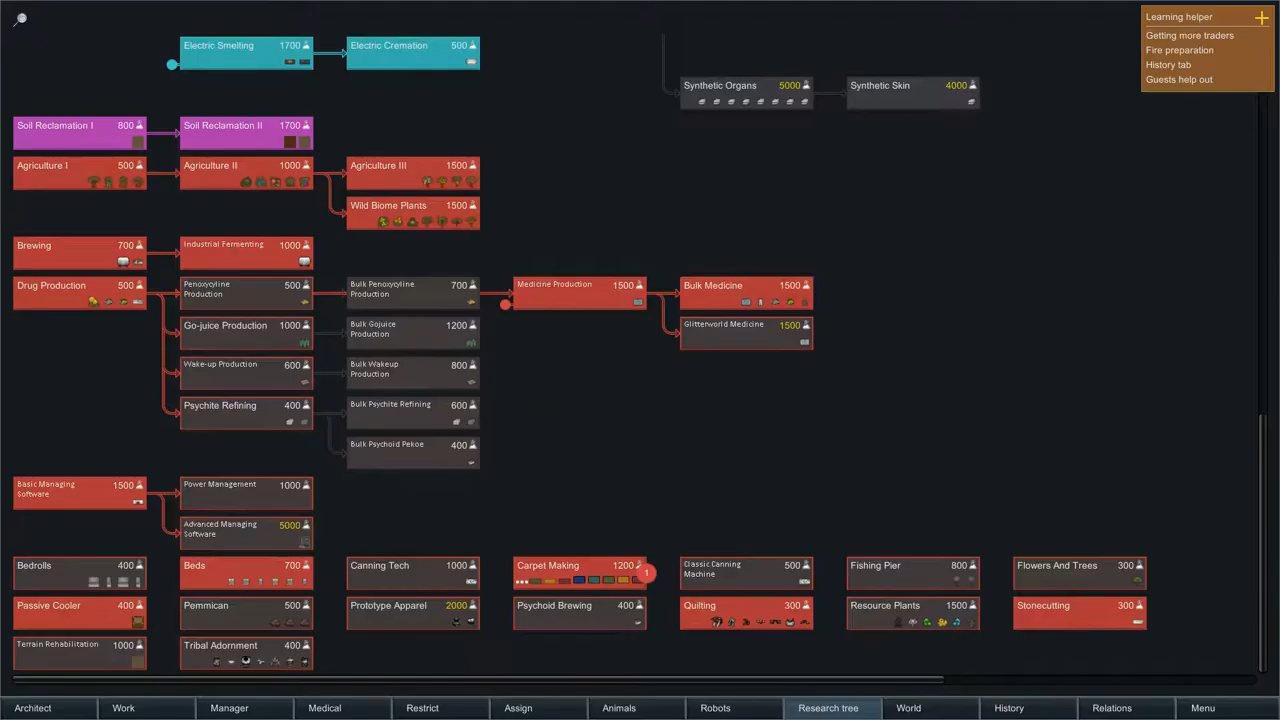 Learning helper
Getting more traders
Fire preparation
History tab
Guests help out
Electric Smelting 1700
Electric Cremation 500
Synthetic Organs 5000
Synthetic Skin 4000
Soil Reclamation I 800
Soil Reclamation II 1700
Agriculture I 500
Agriculture II 1000
Agriculture III 1500
Wild Biome Plants 1500
Brewing 700
Industrial Fermenting 1000
Drug Production 500
Penoxycyline Production 500
Bulk Penoxycyline Production 700
Medicine Production 1500
Bulk Medicine 1500
Go-juice Production 1000
Bulk Gojuice Production 1200
Glitterworld Medicine 1500
Wake-up Production 600
Bulk Wakeup Production 800
Psychite Refining 400
Bulk Psychite Refining 600
Bulk Psychoid Pekoe 400
Basic Managing Software 1500
Power Management 1000
Advanced Managing Software 5000
Bedrolls 400
Beds 700
Canning Tech 1000
Carpet Making 1200
1
Classic Canning Machine 500
Fishing Pier 800
Flowers And Trees 300
Passive Cooler 400
Pemmican 500
Prototype Apparel 2000
Psychoid Brewing 400
Quilting 300
Resource Plants 1500
Stonecutting 300
Terrain Rehabilitation 1000
Tribal Adornment 400
Architect Work Manager Medical Restrict Assign Animals Robots Research tree World History Relations Menu